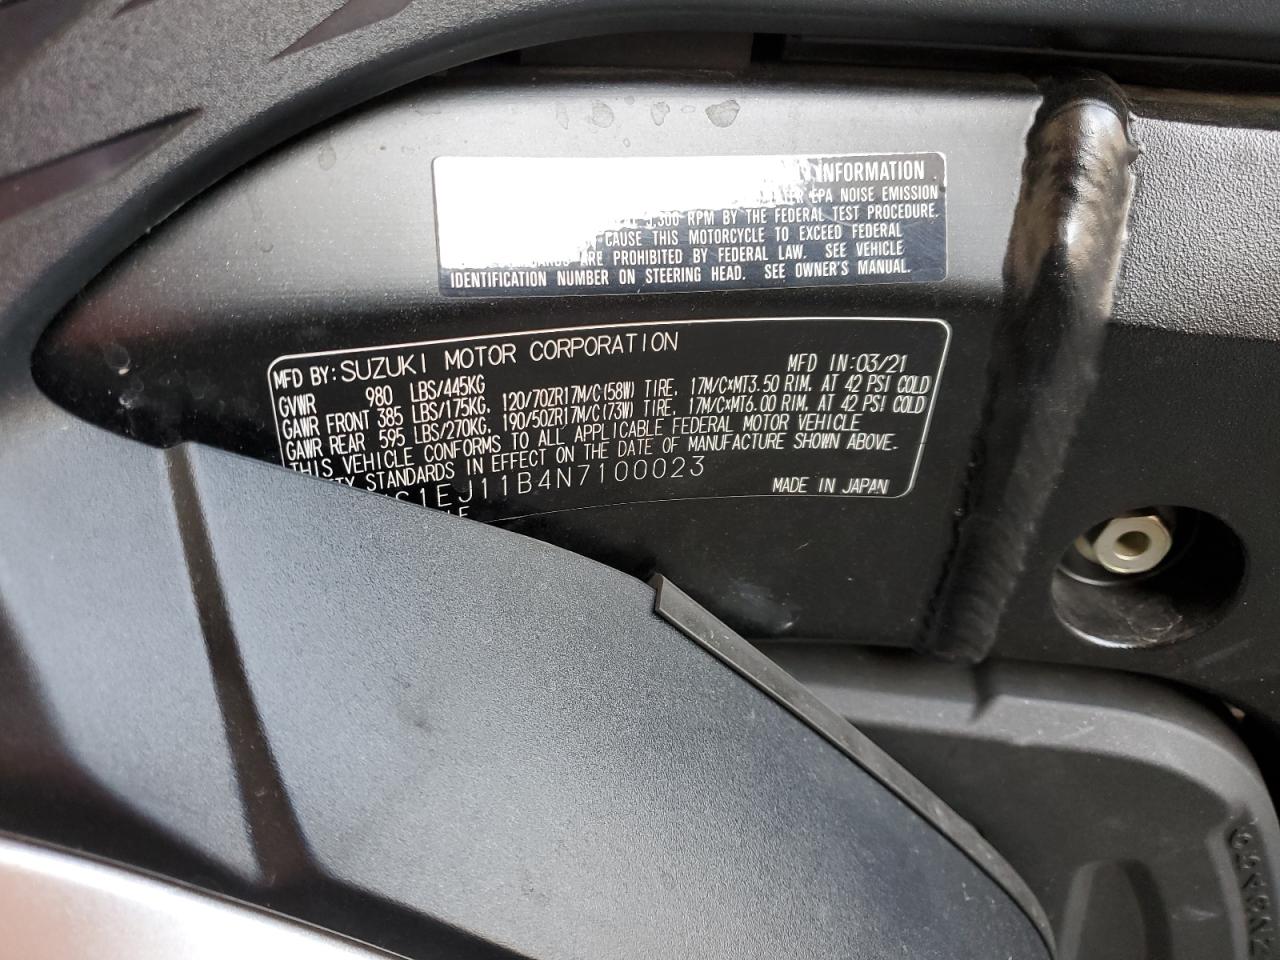 INFORMATION
EPA NOISE EMISSION
RPM BY THE FEDERAL TEST PROCEDURE.
CAUSE THIS MOTORCYCLE TO EXCEED FEDERAL
ARE PROHIBITED BY FEDERAL LAW. SEE VEHICLE
IDENTIFICATION NUMBER ON STEERING HEAD. SEE OWNER'S MANUAL.
MFD BY: SUZUKI MOTOR CORPORATION
MFD IN: 03/21
GVWR 980 LBS/445KG
GAWR FRONT 385 LBS/175KG, 120/70ZR17M/C(58W) TIRE, 17M/C×MT3.50 RIM. AT 42 PSI COLD
GAWR REAR 595 LBS/270KG, 190/50ZR17M/C(73W) TIRE, 17M/C×MT6.00 RIM. AT 42 PSI COLD
THIS VEHICLE CONFORMS TO ALL APPLICABLE FEDERAL MOTOR VEHICLE
STANDARDS IN EFFECT ON THE DATE OF MANUFACTURE SHOWN ABOVE.
S1EJ11B4N7100023
MADE IN JAPAN